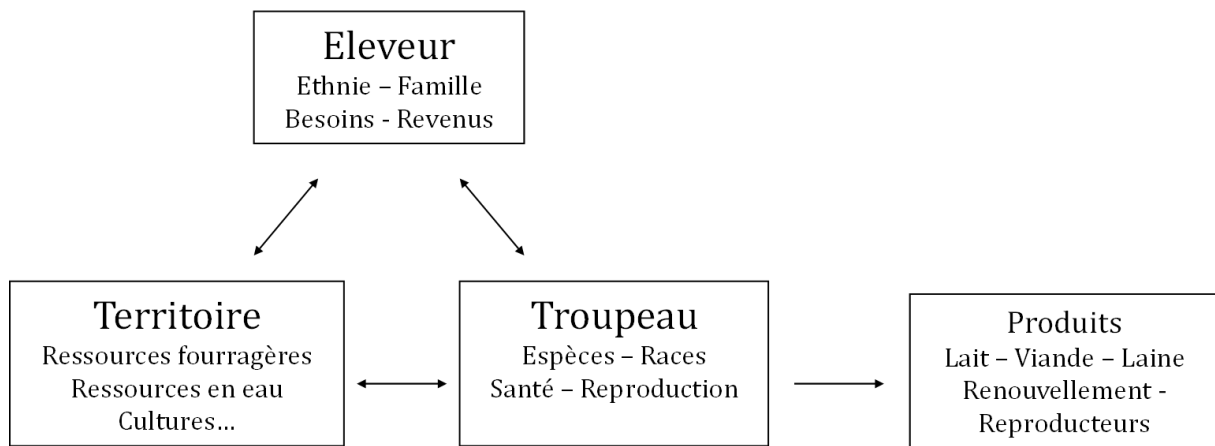 Eleveur
Ethnie – Famille
Besoins - Revenus
Territoire
Ressources fourragères
Ressources en eau
Cultures...
Troupeau
Espèces – Races
Santé – Reproduction
Produits
Lait – Viande – Laine
Renouvellement -
Reproducteurs